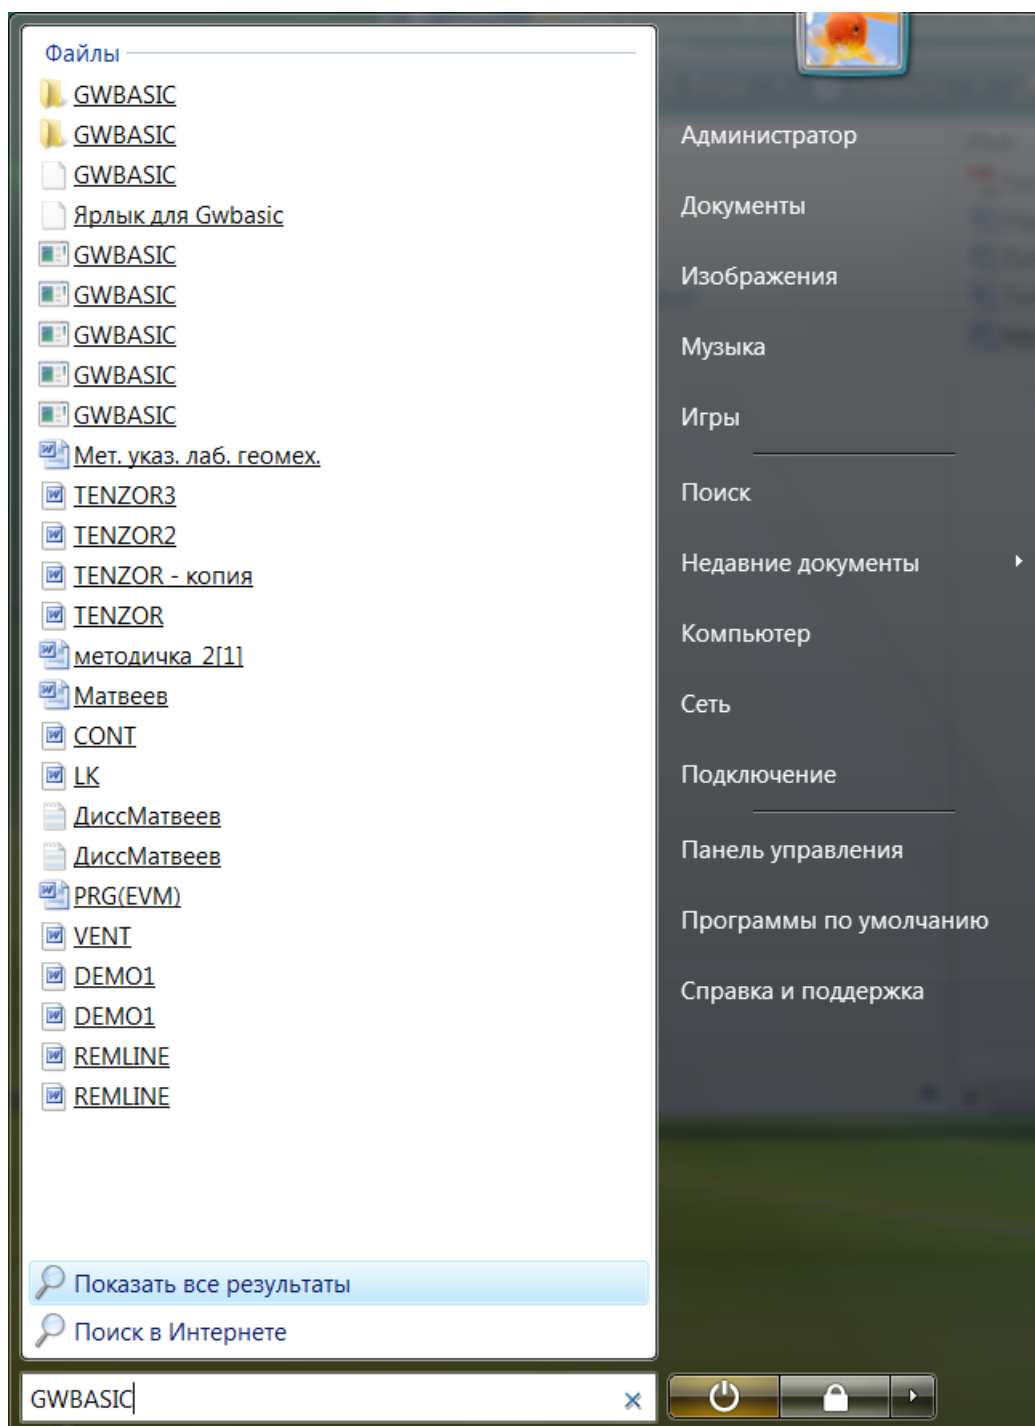 Файлы
GWBASIC
GWBASIC
GWBASIC
Ярлык для Gwbasic
GWBASIC
GWBASIC
GWBASIC
GWBASIC
GWBASIC
Мет. указ. лаб. геомех.
TENZOR3
TENZOR2
TENZOR - копия
TENZOR
методичка_2[1]
Матвеев
CONT
LK
ДиссМатвеев
ДиссМатвеев
PRG(EVM)
VENT
DEMO1
DEMO1
REMLINE
REMLINE
Показать все результаты
Поиск в Интернете
GWBASIC
Администратор
Документы
Изображения
Музыка
Игры
Поиск
Недавние документы
Компьютер
Сеть
Подключение
Панель управления
Программы по умолчанию
Справка и поддержка